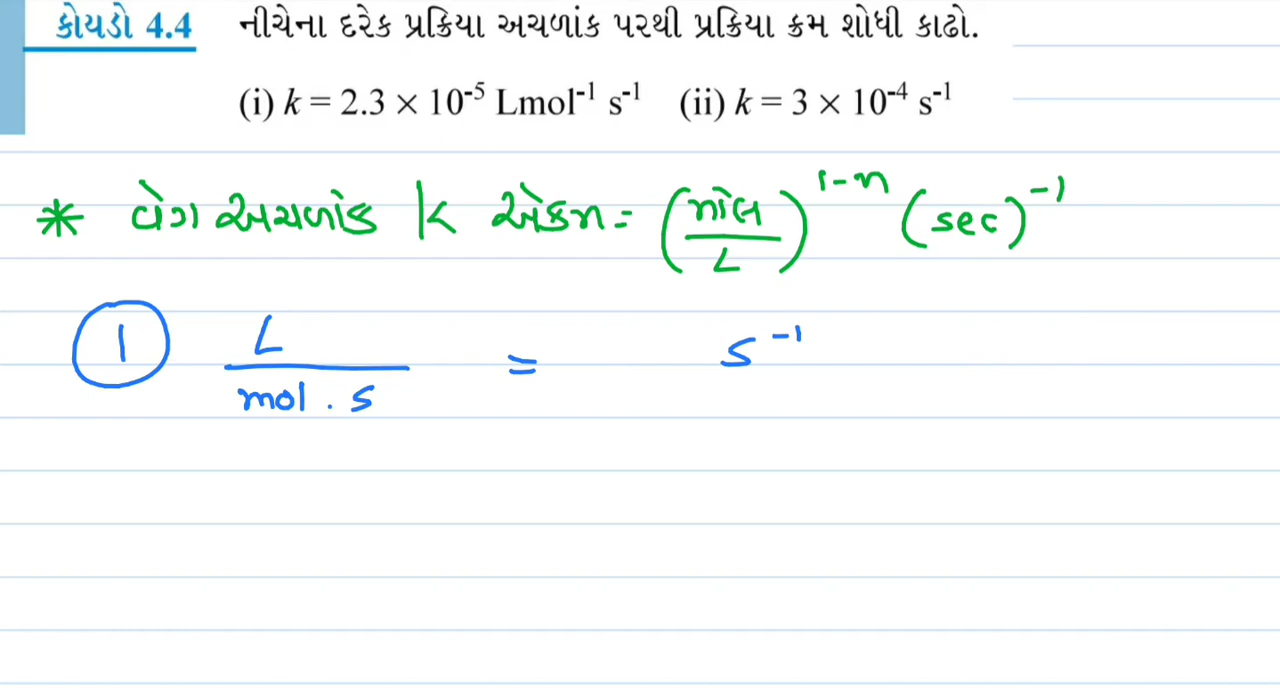 કોયડો 4.4 નીચેના દરેક પ્રક્રિયા અચળાંક પરથી પ્રક્રિયા ક્રમ શોધી કાઢો.
(i) k = 2.3 × 10⁻⁵ Lmol⁻¹ s⁻¹ (ii) k = 3 × 10⁻⁴ s⁻¹
* વેગ અચળાંક K એકમ = (મોલ/L)¹⁻ⁿ (sec)⁻¹
1 L/mol . s = s⁻¹